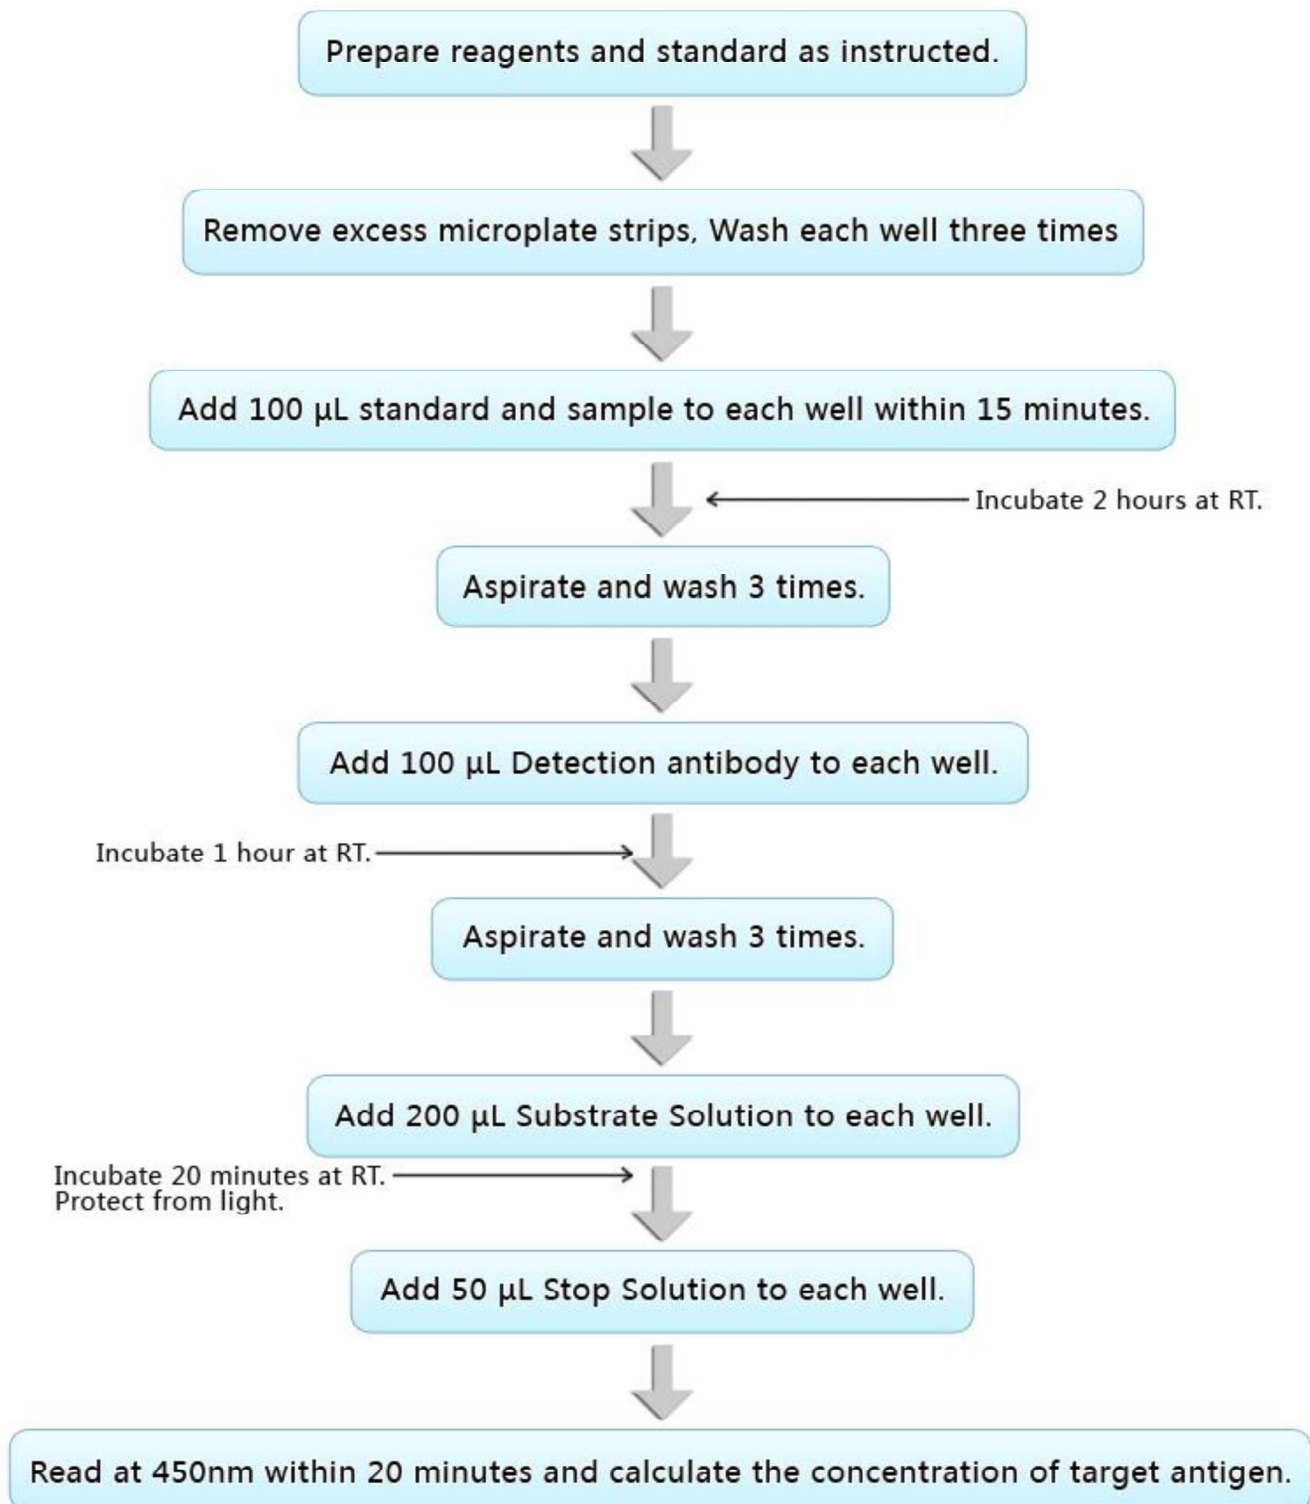 Prepare reagents and standard as instructed.
Remove excess microplate strips, Wash each well three times
Add 100 μL standard and sample to each well within 15 minutes.
Incubate 2 hours at RT.
Aspirate and wash 3 times.
Add 100 μL Detection antibody to each well.
Incubate 1 hour at RT.
Aspirate and wash 3 times.
Add 200 μL Substrate Solution to each well.
Incubate 20 minutes at RT.
Protect from light.
Add 50 μL Stop Solution to each well.
Read at 450nm within 20 minutes and calculate the concentration of target antigen.